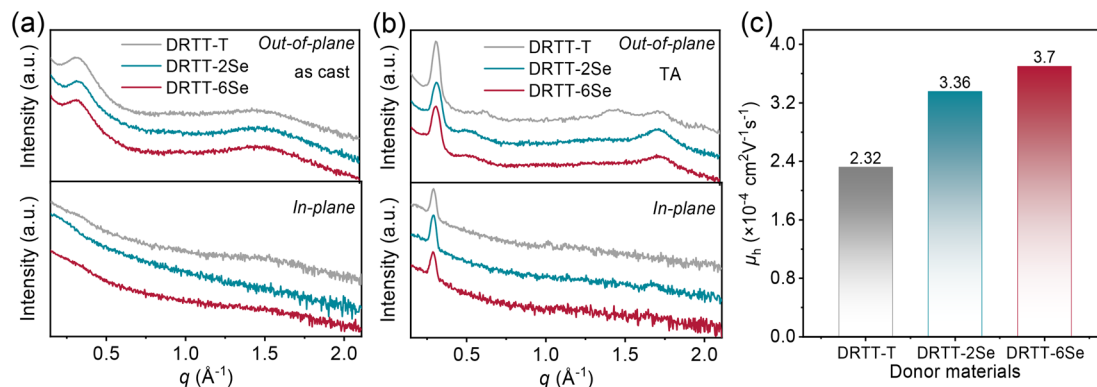 (a)
Intensity (a.u.)
DRTT-T
DRTT-2Se
DRTT-6Se
Out-of-plane
as cast
Intensity (a.u.)
In-plane
0.5 1.0 1.5 2.0
q (Å⁻¹)
(b)
Intensity (a.u.)
DRTT-T
DRTT-2Se
DRTT-6Se
Out-of-plane
TA
Intensity (a.u.)
In-plane
0.5 1.0 1.5 2.0
q (Å⁻¹)
(c)
μh (×10⁻⁴ cm²V⁻¹s⁻¹)
4.0
3.2
2.4
1.6
0.8
0.0
2.32
3.36
3.7
DRTT-T DRTT-2Se DRTT-6Se
Donor materials